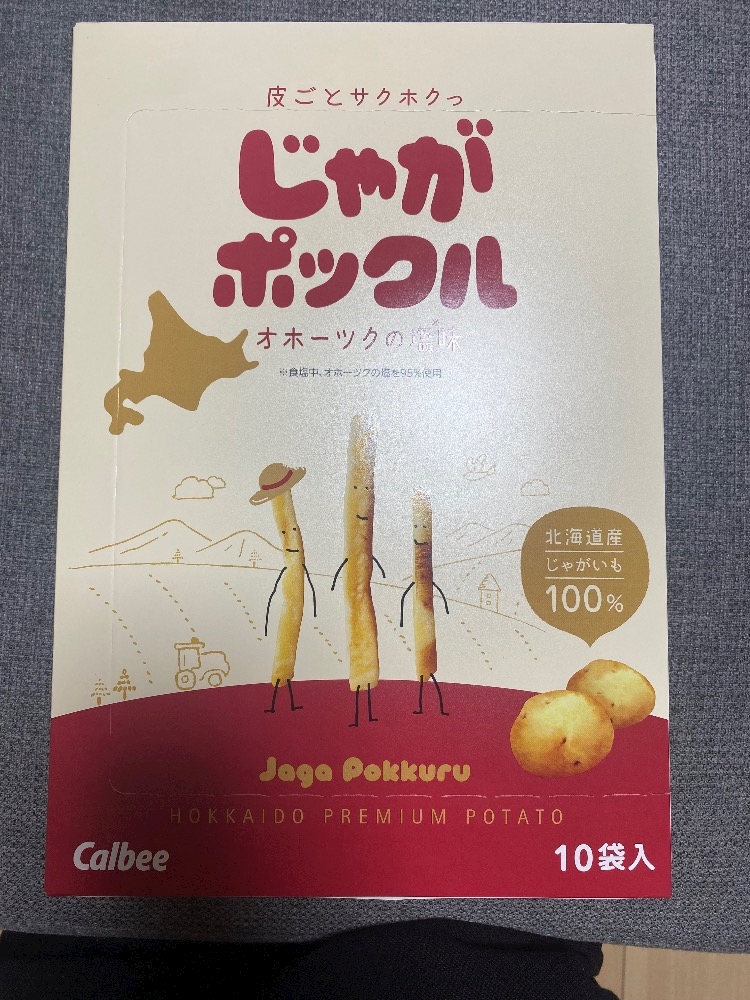 皮ごとサクホクっ
じゃが
ポックル
オホーツクの塩味
※食塩中、オホーツクの塩を95%使用
北海道産
じゃがいも
100%
Jaga Pokkuru
HOKKAIDO PREMIUM POTATO
Calbee
10袋入